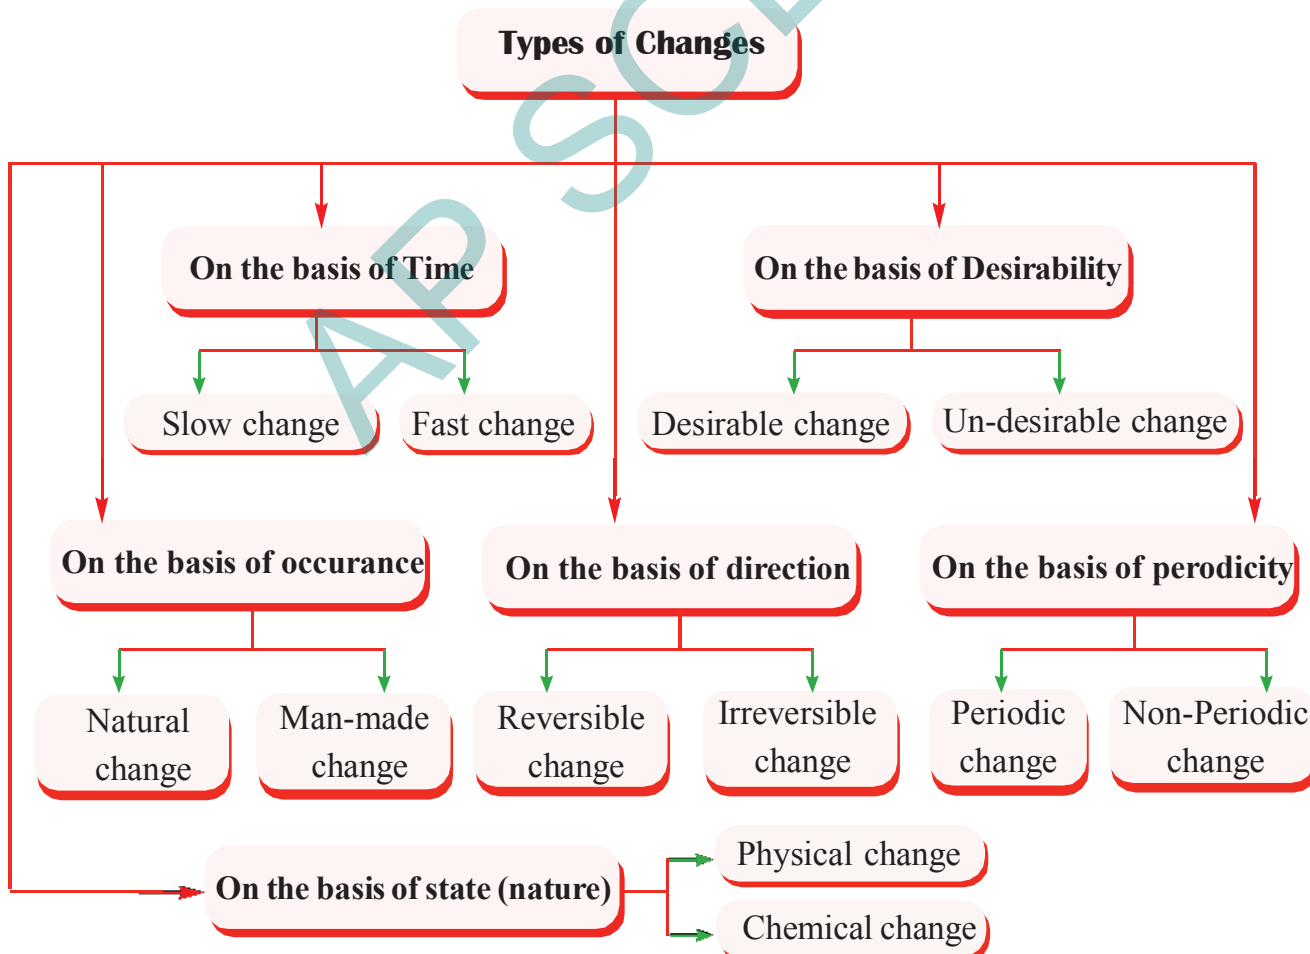 Types of Changes
On the basis of Time
On the basis of Desirability
Slow change
Fast change
Desirable change
Un-desirable change
On the basis of occurance
On the basis of direction
On the basis of perodicity
Natural
change
Man-made
change
Reversible
change
Irreversible
change
Periodic
change
Non-Periodic
change
On the basis of state (nature)
Physical change
Chemical change
AP SC